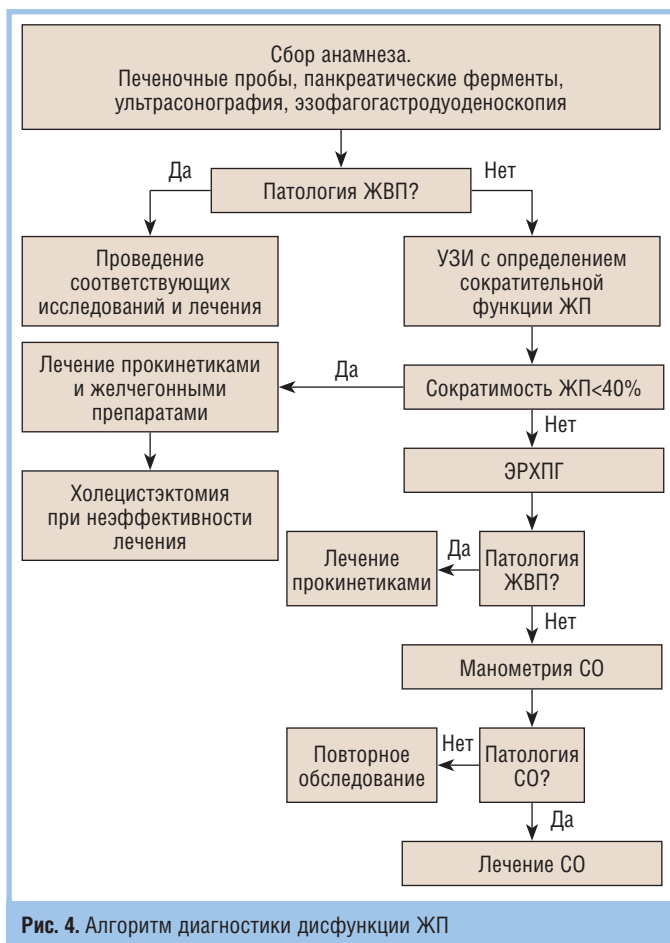 Сбор анамнеза.
Печеночные пробы, панкреатические ферменты,
ультрасонография, эзофагогастродуоденоскопия
Да
Нет
Патология ЖВП?
Проведение
соответствующих
исследований и лечения
УЗИ с определением
сократительной
функции ЖП
Лечение прокинетиками
и желчегонными
препаратами
Да
Сократимость ЖП<40%
Нет
Холецистэктомия
при неэффективности
лечения
ЭРХПГ
Лечение
прокинетиками
Да
Патология
ЖВП?
Нет
Манометрия СО
Повторное
обследование
Нет
Патология
СО?
Да
Лечение СО
Рис. 4. Алгоритм диагностики дисфункции ЖП